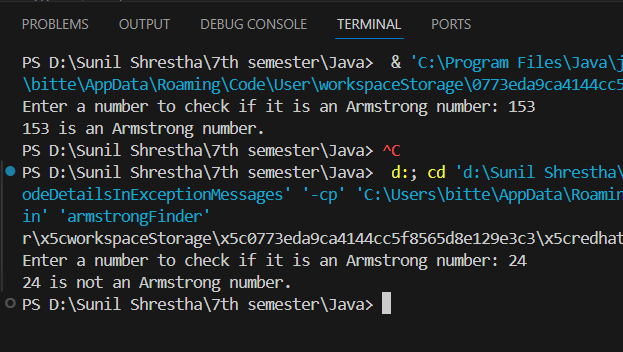 PROBLEMS OUTPUT DEBUG CONSOLE TERMINAL PORTS
PS D:\Sunil Shrestha\7th semester\Java>  & 'C:\Program Files\Java\j
\bitte\AppData\Roaming\Code\User\workspaceStorage\0773eda9ca4144cc5
Enter a number to check if it is an Armstrong number: 153
153 is an Armstrong number.
PS D:\Sunil Shrestha\7th semester\Java> ^C
PS D:\Sunil Shrestha\7th semester\Java>  d:; cd 'd:\Sunil Shrestha\
odeDetailsInExceptionMessages' '-cp' 'C:\Users\bitte\AppData\Roamin
in' 'armstrongFinder'
r\x5cworkspaceStorage\x5c0773eda9ca4144cc5f8565d8e129e3c3\x5credhat
Enter a number to check if it is an Armstrong number: 24
24 is not an Armstrong number.
PS D:\Sunil Shrestha\7th semester\Java>